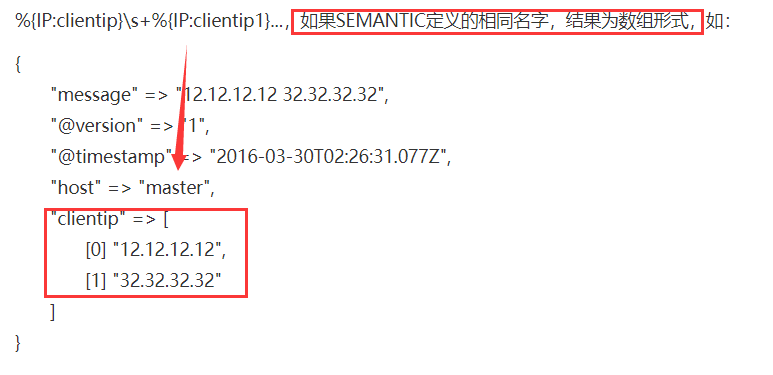 %{IP:clientip}\s+%{IP:clientip1}..., 如果SEMANTIC定义的相同名字，结果为数组形式，如：
{
"message" => "12.12.12.12 32.32.32.32",
"@version" => "1",
"@timestamp" => "2016-03-30T02:26:31.077Z",
"host" => "master",
"clientip" => [
[0] "12.12.12.12",
[1] "32.32.32.32"
]
}